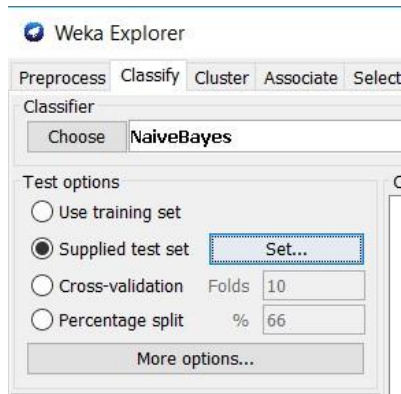 Weka Explorer
Preprocess Classify Cluster Associate Select
Classifier
Choose NaiveBayes
Test options
Use training set
Supplied test set Set...
Cross-validation Folds 10
Percentage split % 66
More options...